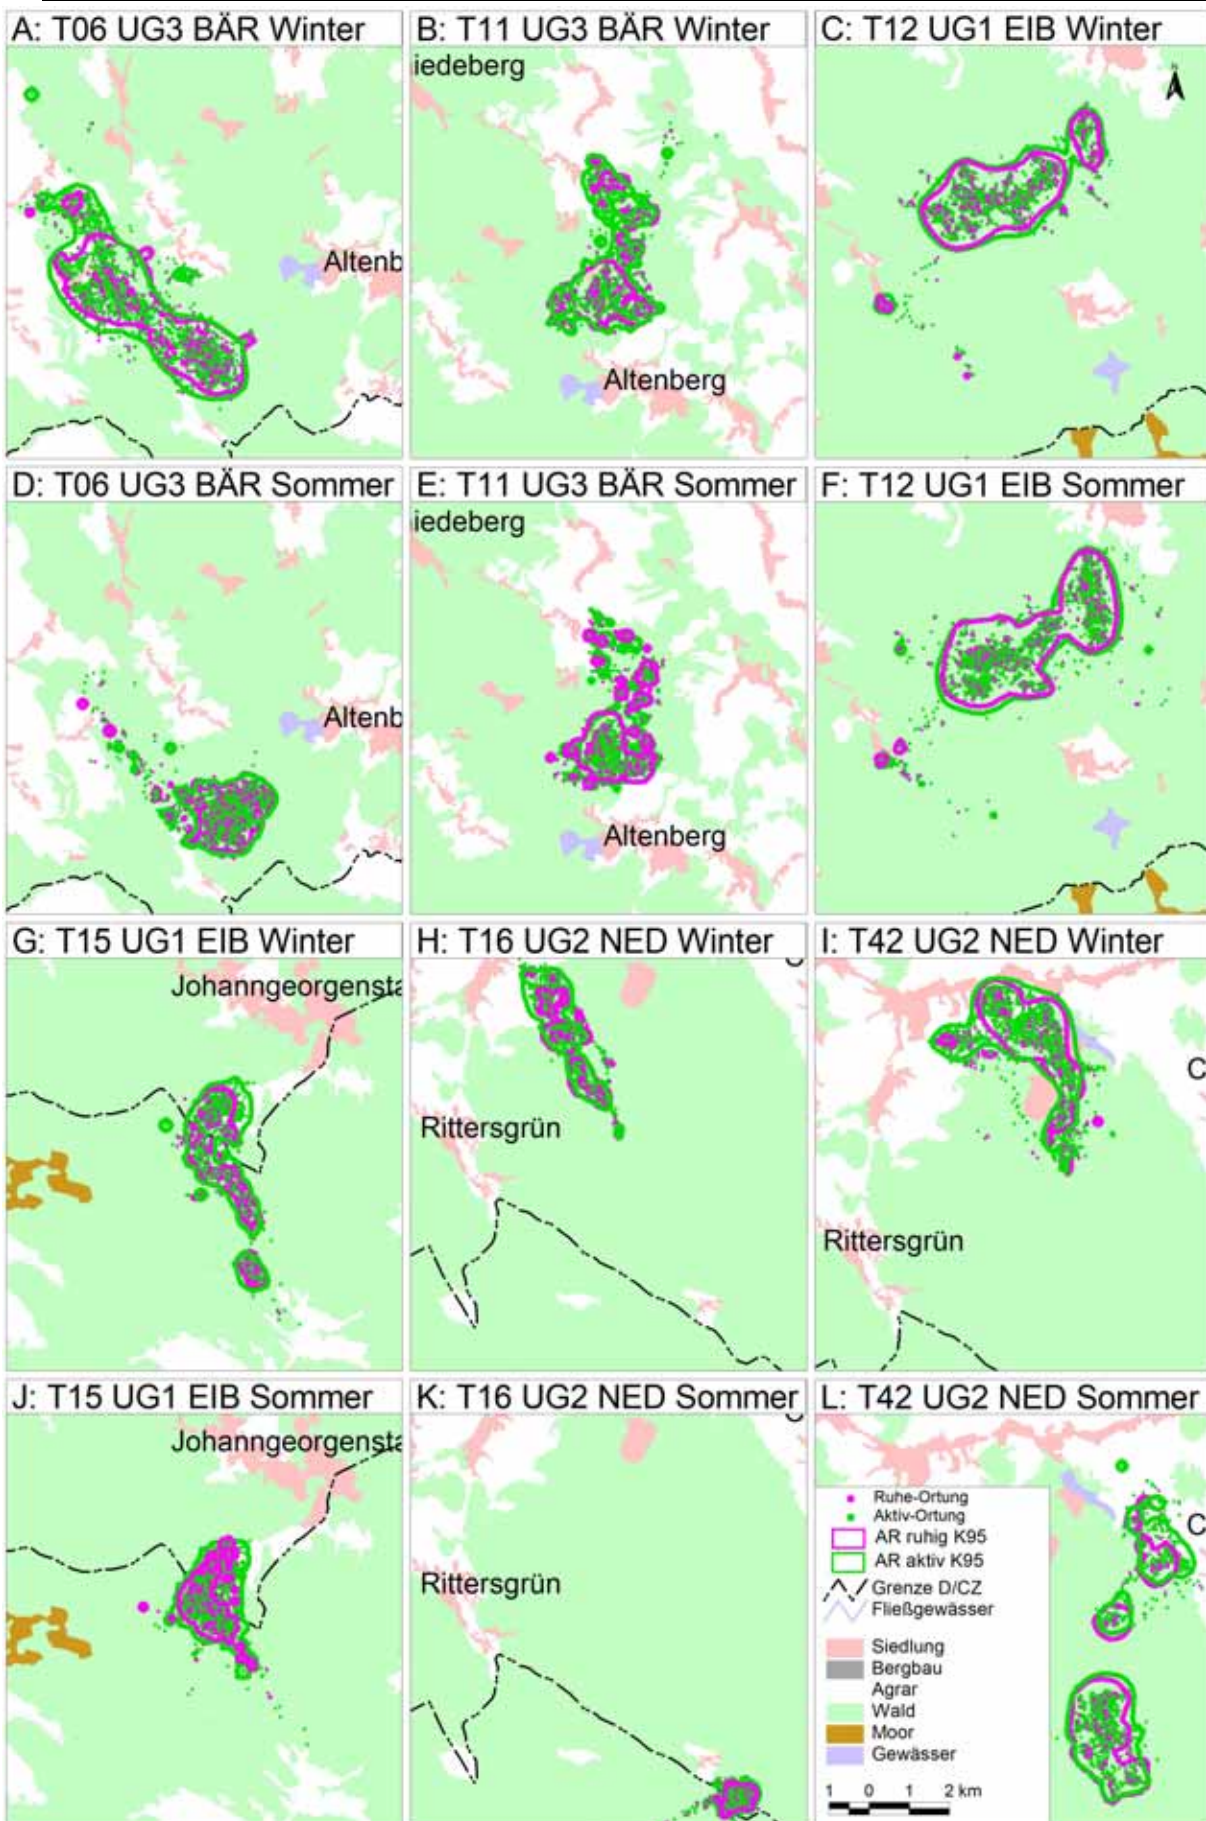 A: T06 UG3 BÄR Winter
B: T11 UG3 BÄR Winter
C: T12 UG1 EIB Winter
iedeberg
N
Altenb
Altenberg
D: T06 UG3 BÄR Sommer
E: T11 UG3 BÄR Sommer
F: T12 UG1 EIB Sommer
iedeberg
Altenb
Altenberg
G: T15 UG1 EIB Winter
H: T16 UG2 NED Winter
I: T42 UG2 NED Winter
Johanngeorgensta
C
Rittersgrün
Rittersgrün
J: T15 UG1 EIB Sommer
K: T16 UG2 NED Sommer
L: T42 UG2 NED Sommer
Johanngeorgensta
Rittersgrün
C
Ruhe-Ortung
Aktiv-Ortung
AR ruhig K95
AR aktiv K95
Grenze D/CZ
Fließgewässer
Siedlung
Bergbau
Agrar
Wald
Moor
Gewässer
1 0 1 2 km